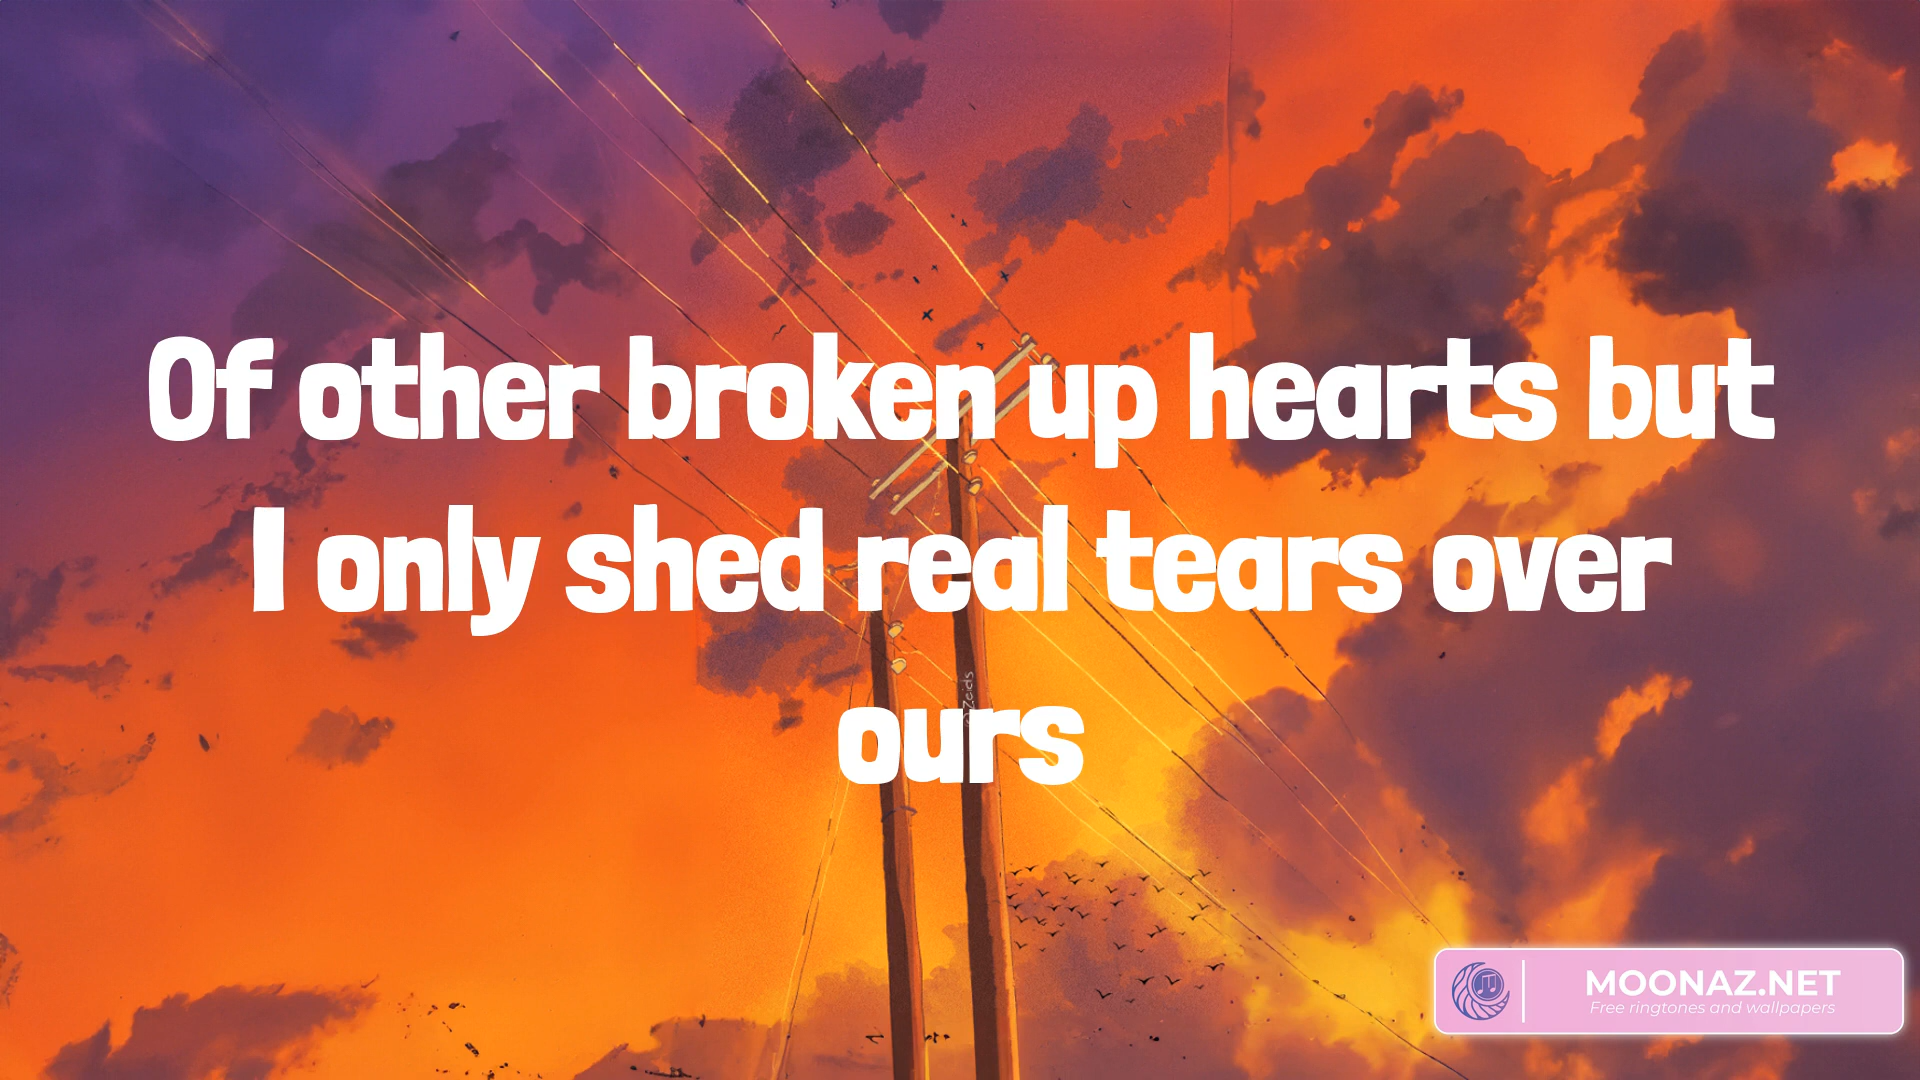 Of other broken up hearts but
I only shed real tears over
ours
MOONAZ.NET
Free ringtones and wallpapers